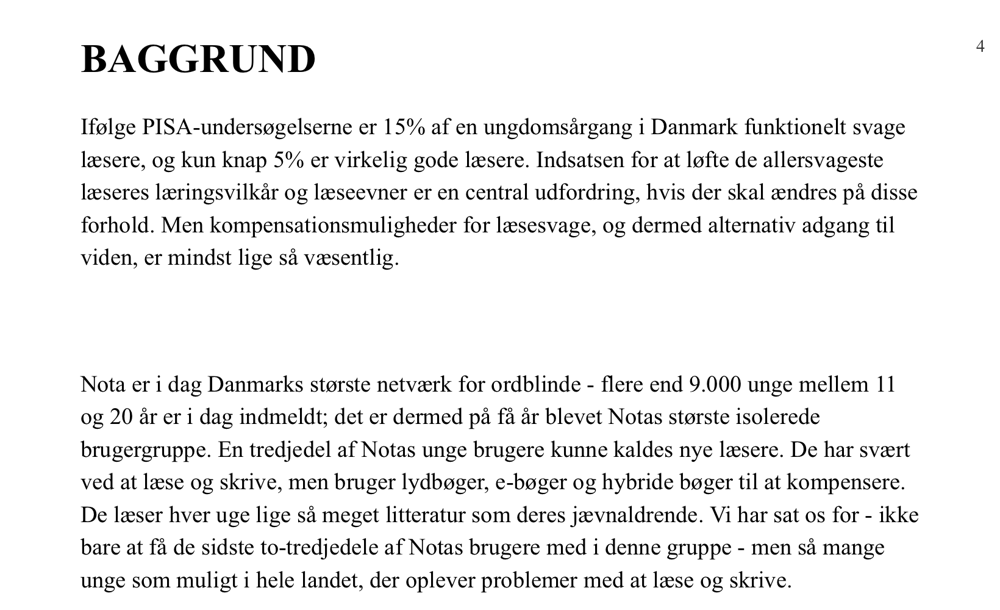 BAGGRUND
4
Ifølge PISA-undersøgelserne er 15% af en ungdomsårgang i Danmark funktionelt svage
læsere, og kun knap 5% er virkelig gode læsere. Indsatsen for at løfte de allersvageste
læseres læringsvilkår og læseevner er en central udfordring, hvis der skal ændres på disse
forhold. Men kompensationsmuligheder for læsesvage, og dermed alternativ adgang til
viden, er mindst lige så væsentlig.
Nota er i dag Danmarks største netværk for ordblinde - flere end 9.000 unge mellem 11
og 20 år er i dag indmeldt; det er dermed på få år blevet Notas største isolerede
brugergruppe. En tredjedel af Notas unge brugere kunne kaldes nye læsere. De har svært
ved at læse og skrive, men bruger lydbøger, e-bøger og hybride bøger til at kompensere.
De læser hver uge lige så meget litteratur som deres jævnaldrende. Vi har sat os for - ikke
bare at få de sidste to-tredjedele af Notas brugere med i denne gruppe - men så mange
unge som muligt i hele landet, der oplever problemer med at læse og skrive.